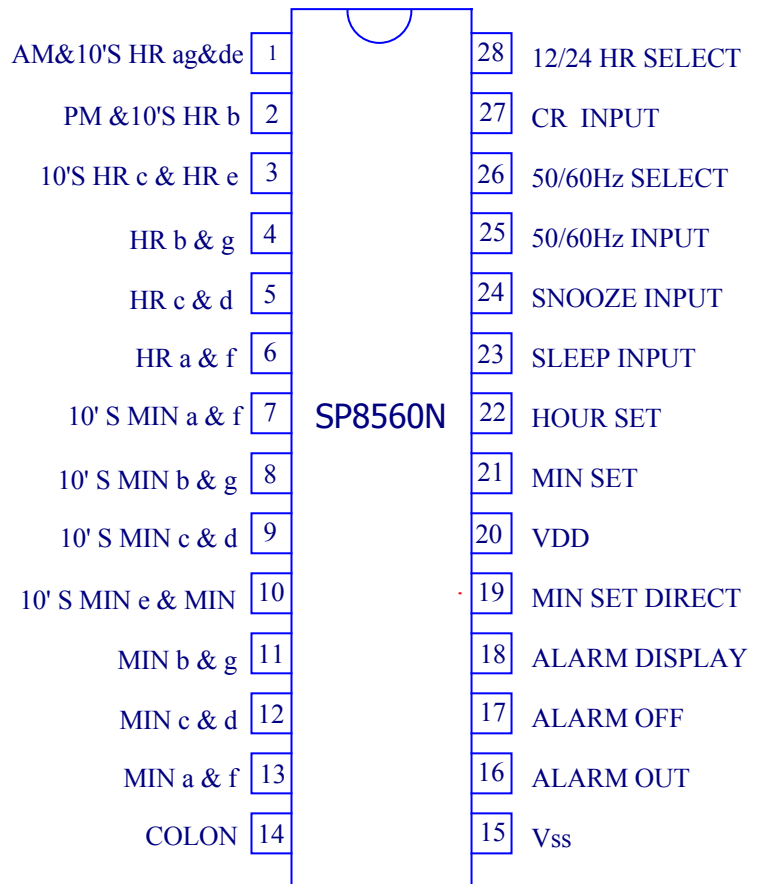 AM&10'S HR ag&de 1 28 12/24 HR SELECT
PM &10'S HR b 2 27 CR INPUT
10'S HR c & HR e 3 26 50/60Hz SELECT
HR b & g 4 25 50/60Hz INPUT
HR c & d 5 24 SNOOZE INPUT
HR a & f 6 23 SLEEP INPUT
10' S MIN a & f 7 SP8560N 22 HOUR SET
10' S MIN b & g 8 21 MIN SET
10' S MIN c & d 9 20 VDD
10' S MIN e & MIN 10 19 MIN SET DIRECT
MIN b & g 11 18 ALARM DISPLAY
MIN c & d 12 17 ALARM OFF
MIN a & f 13 16 ALARM OUT
COLON 14 15 Vss